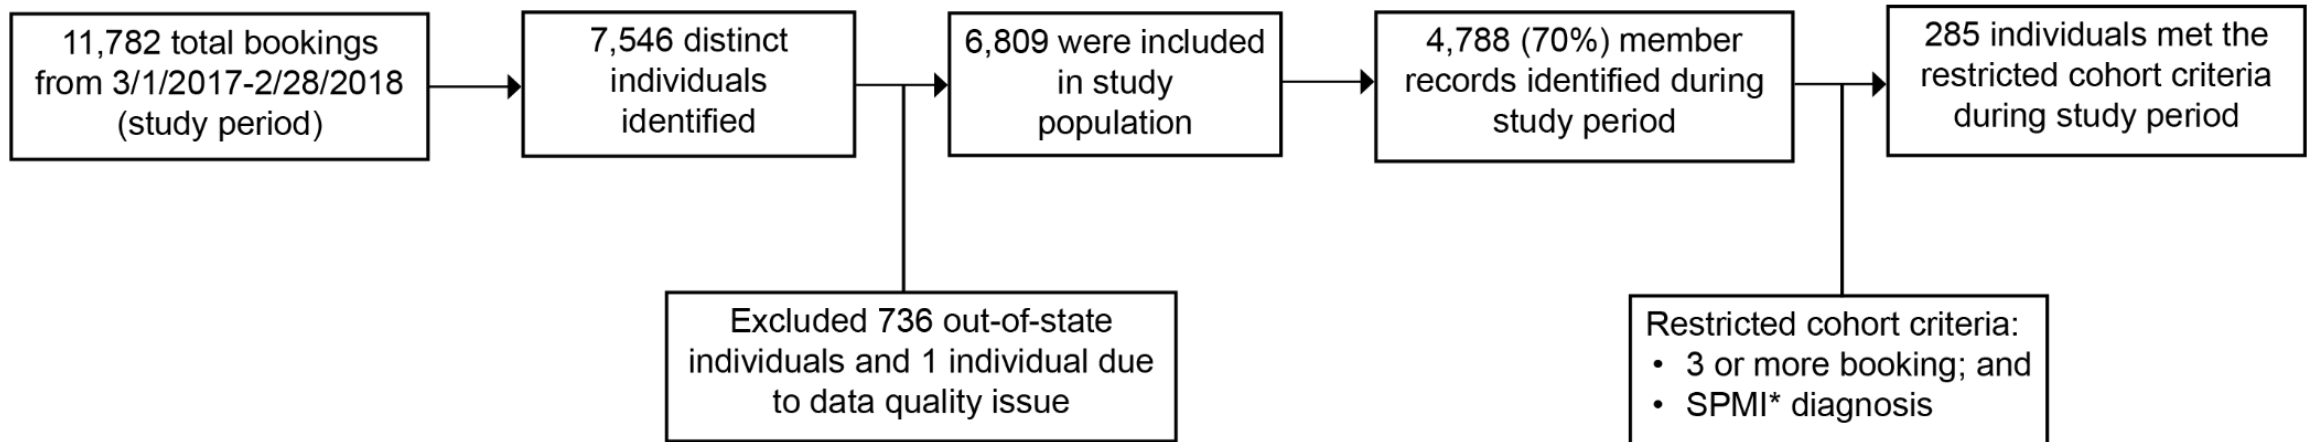 11,782 total bookings
from 3/1/2017-2/28/2018
(study period)
7,546 distinct
individuals
identified
6,809 were included
in study
population
4,788 (70%) member
records identified during
study period
285 individuals met the
restricted cohort criteria
during study period
Excluded 736 out-of-state
individuals and 1 individual due
to data quality issue
Restricted cohort criteria:
• 3 or more booking; and
• SPMI* diagnosis